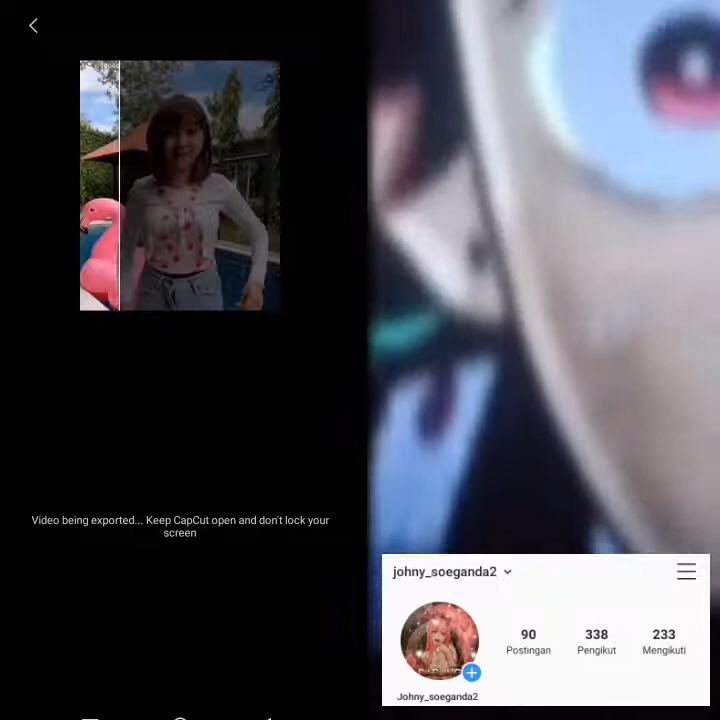 Video being exported... Keep CapCut open and don't lock your
screen
johny_soeganda2
90 338 233
Postingan Pengikut Mengikuti
Johny_soeganda2